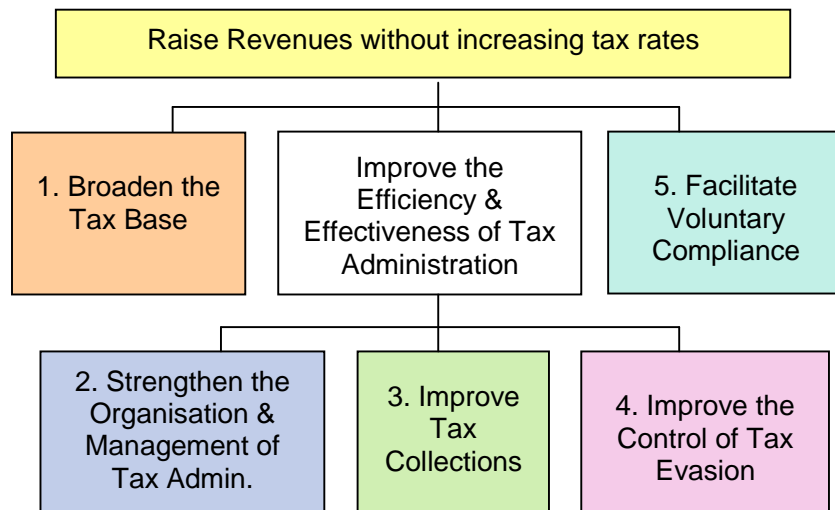 Raise Revenues without increasing tax rates
1. Broaden the
Tax Base
Improve the
Efficiency &
Effectiveness of Tax
Administration
5. Facilitate
Voluntary
Compliance
2. Strengthen the
Organisation &
Management of
Tax Admin.
3. Improve
Tax
Collections
4. Improve the
Control of Tax
Evasion